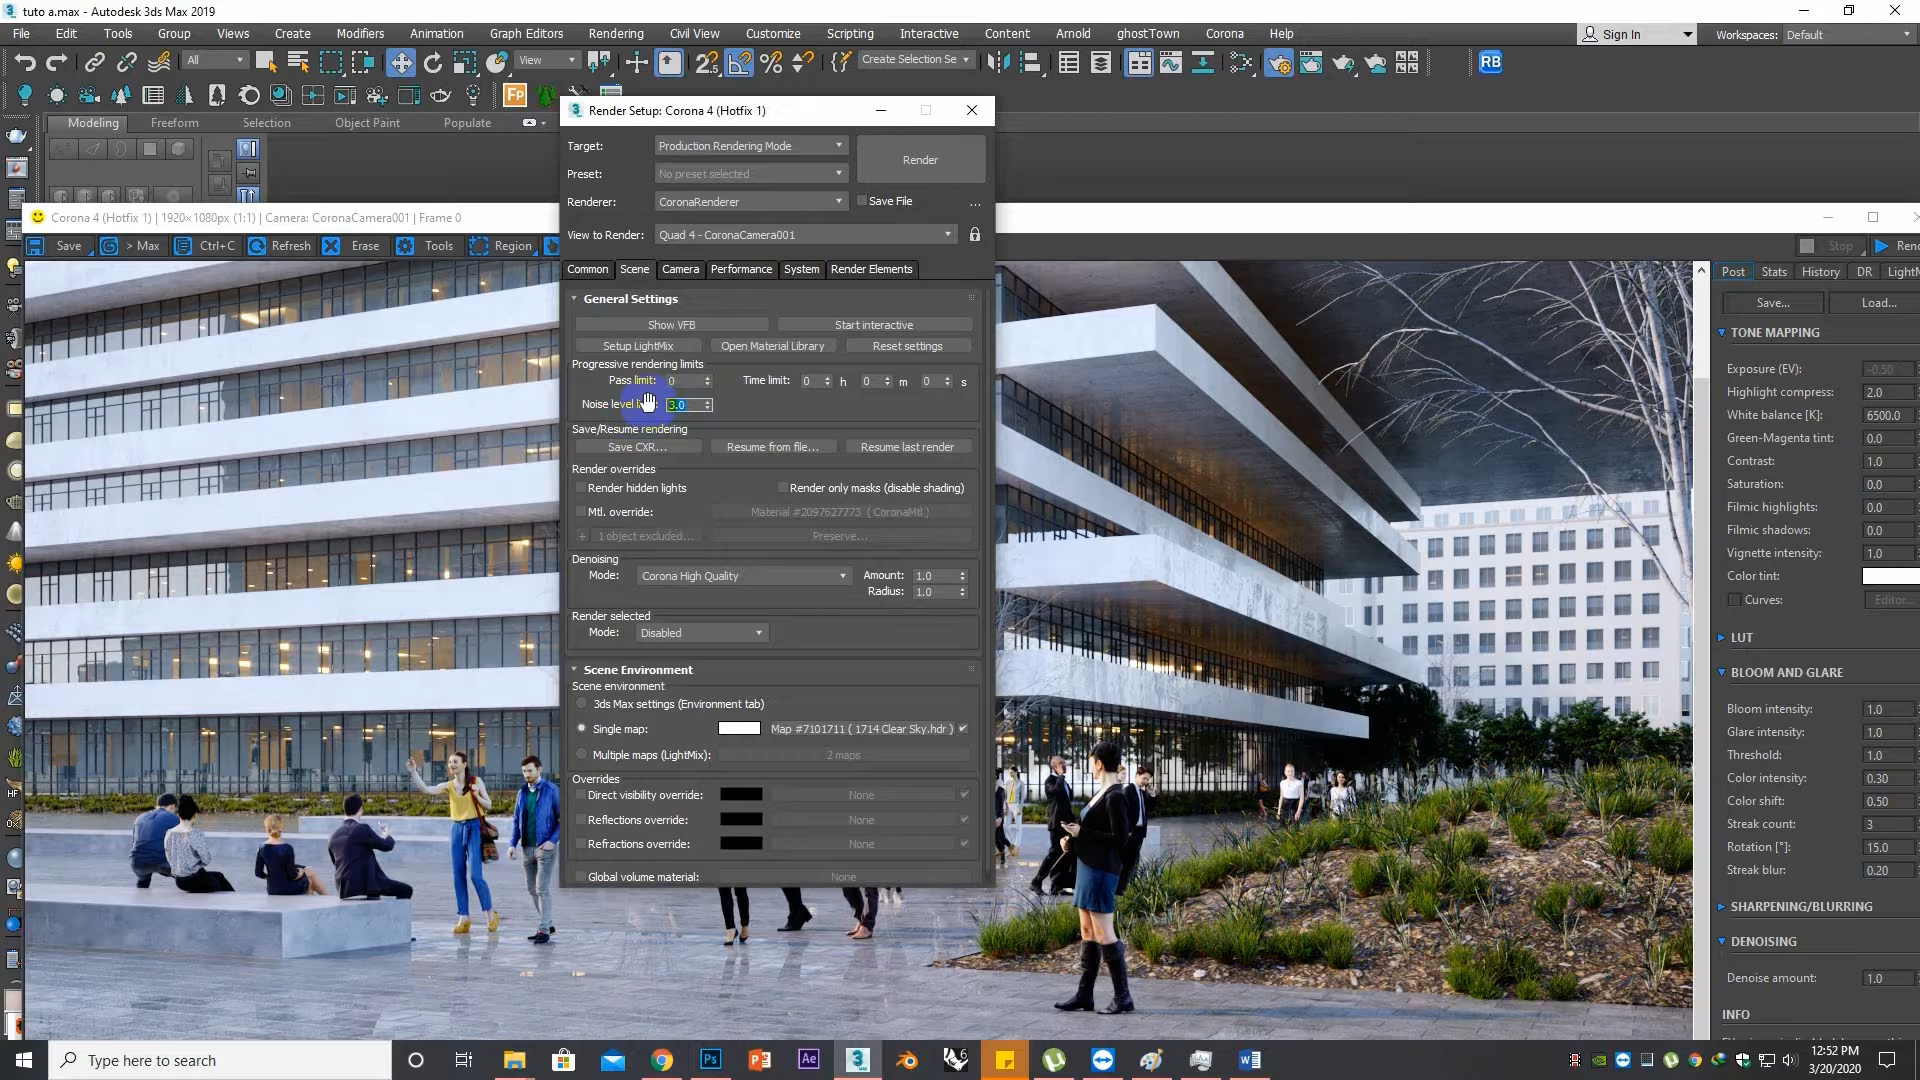 tuto a.max - Autodesk 3ds Max 2019
File Edit Tools Group Views Create Modifiers Animation Graph Editors Rendering Civil View Customize Scripting Interactive Content Arnold ghostTown Corona Help
Sign In Workspaces: Default
All View Create Selection Se RB
Fp
Modeling Freeform Selection Object Paint Populate
Render Setup: Corona 4 (Hotfix 1)
Target: Production Rendering Mode
Render
Preset: No preset selected
Renderer: CoronaRenderer Save File ...
View to Render: Quad 4 - CoronaCamera001
Common Scene Camera Performance System Render Elements
General Settings
Show VFB Start interactive
Setup LightMix Open Material Library Reset settings
Progressive rendering limits
Pass limit: 0 Time limit: 0 h 0 m 0 s
Noise level 3.0
Save/Resume rendering
Save CXR... Resume from file... Resume last render
Render overrides
Render hidden lights Render only masks (disable shading)
Mtl. override: Material #2097627773 ( CoronaMtl )
+ 1 object excluded... Preserve...
Denoising
Mode: Corona High Quality Amount: 1.0
Radius: 1.0
Render selected
Mode: Disabled
Scene Environment
Scene environment
3ds Max settings (Environment tab)
Single map: Map #7101711 ( 1714 Clear Sky.hdr )
Multiple maps (LightMix): 2 maps
Overrides
Direct visibility override: None
Reflections override: None
Refractions override: None
Global volume material: None
Corona 4 (Hotfix 1) | 1920×1080px (1:1) | Camera: CoronaCamera001 | Frame 0
Save > Max Ctrl+C Refresh Erase Tools Region
Stop Rend
Post Stats History DR LightM
Save... Load...
TONE MAPPING
Exposure (EV): -0.50
Highlight compress: 2.0
White balance [K]: 6500.0
Green-Magenta tint: 0.0
Contrast: 1.0
Saturation: 0.0
Filmic highlights: 0.0
Filmic shadows: 0.0
Vignette intensity: 1.0
Color tint:
Curves: Editor...
LUT
BLOOM AND GLARE
Bloom intensity: 1.0
Glare intensity: 1.0
Threshold: 1.0
Color intensity: 0.30
Color shift: 0.50
Streak count: 3
Rotation [°]: 15.0
Streak blur: 0.20
SHARPENING/BLURRING
DENOISING
Denoise amount: 1.0
INFO
HF
Type here to search
Ps Ae 3 6
12:52 PM
3/20/2020